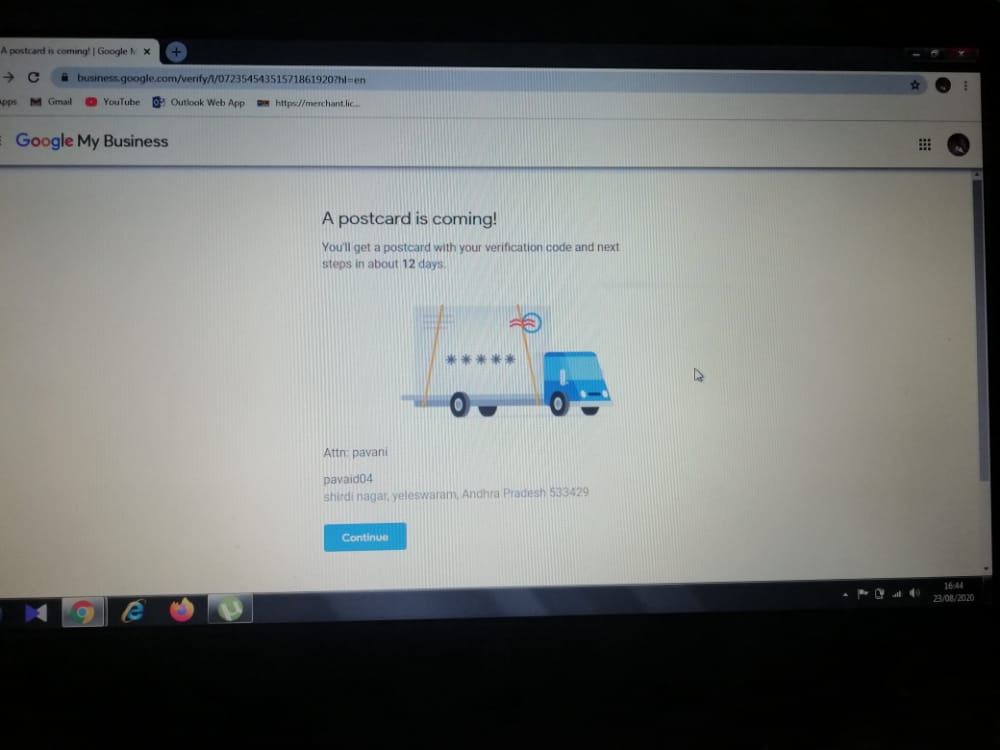 A postcard is coming! | Google M
business.google.com/verify/l/07235454351571861920?hl=en
Apps Gmail YouTube Outlook Web App https://merchant.lic...
Google My Business
A postcard is coming!
You'll get a postcard with your verification code and next
steps in about 12 days.
*****
Attn: pavani
pavaid04
shirdi nagar, yeleswaram, Andhra Pradesh 533429
Continue
16:44
23/08/2020